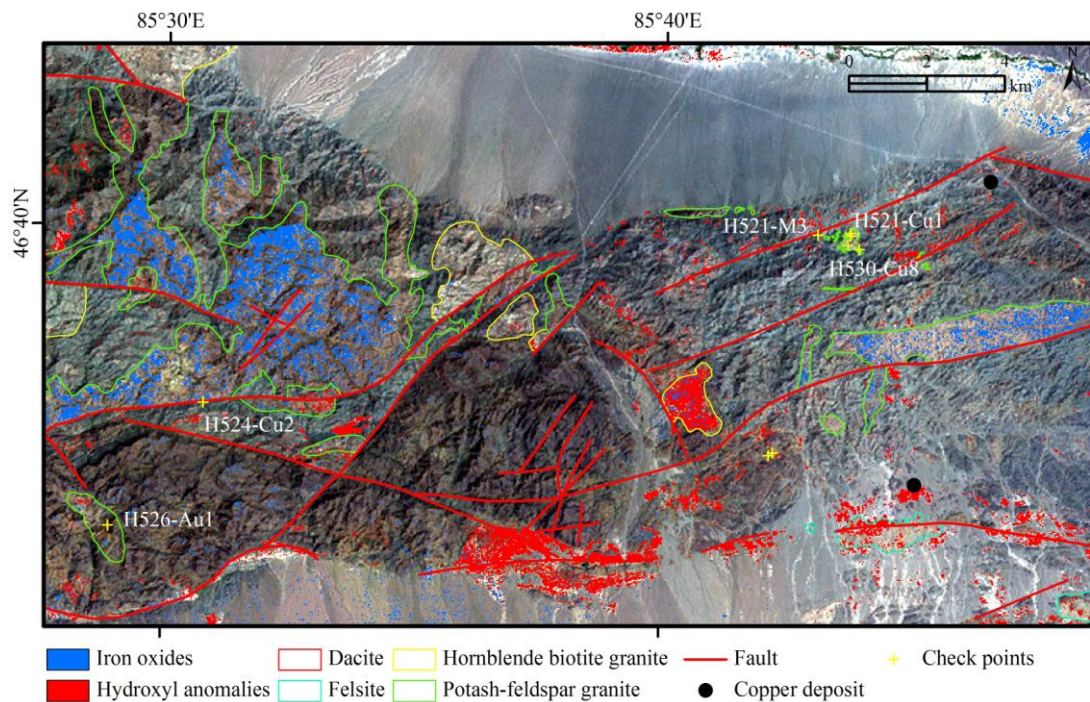 85°30'E 85°40'E
N
0 2 4
km
46°40'N
H521-M3 H521-Cu1
H530-Cu8
H524-Cu2
H526-Au1
Iron oxides Dacite Hornblende biotite granite Fault Check points
Hydroxyl anomalies Felsite Potash-feldspar granite Copper deposit